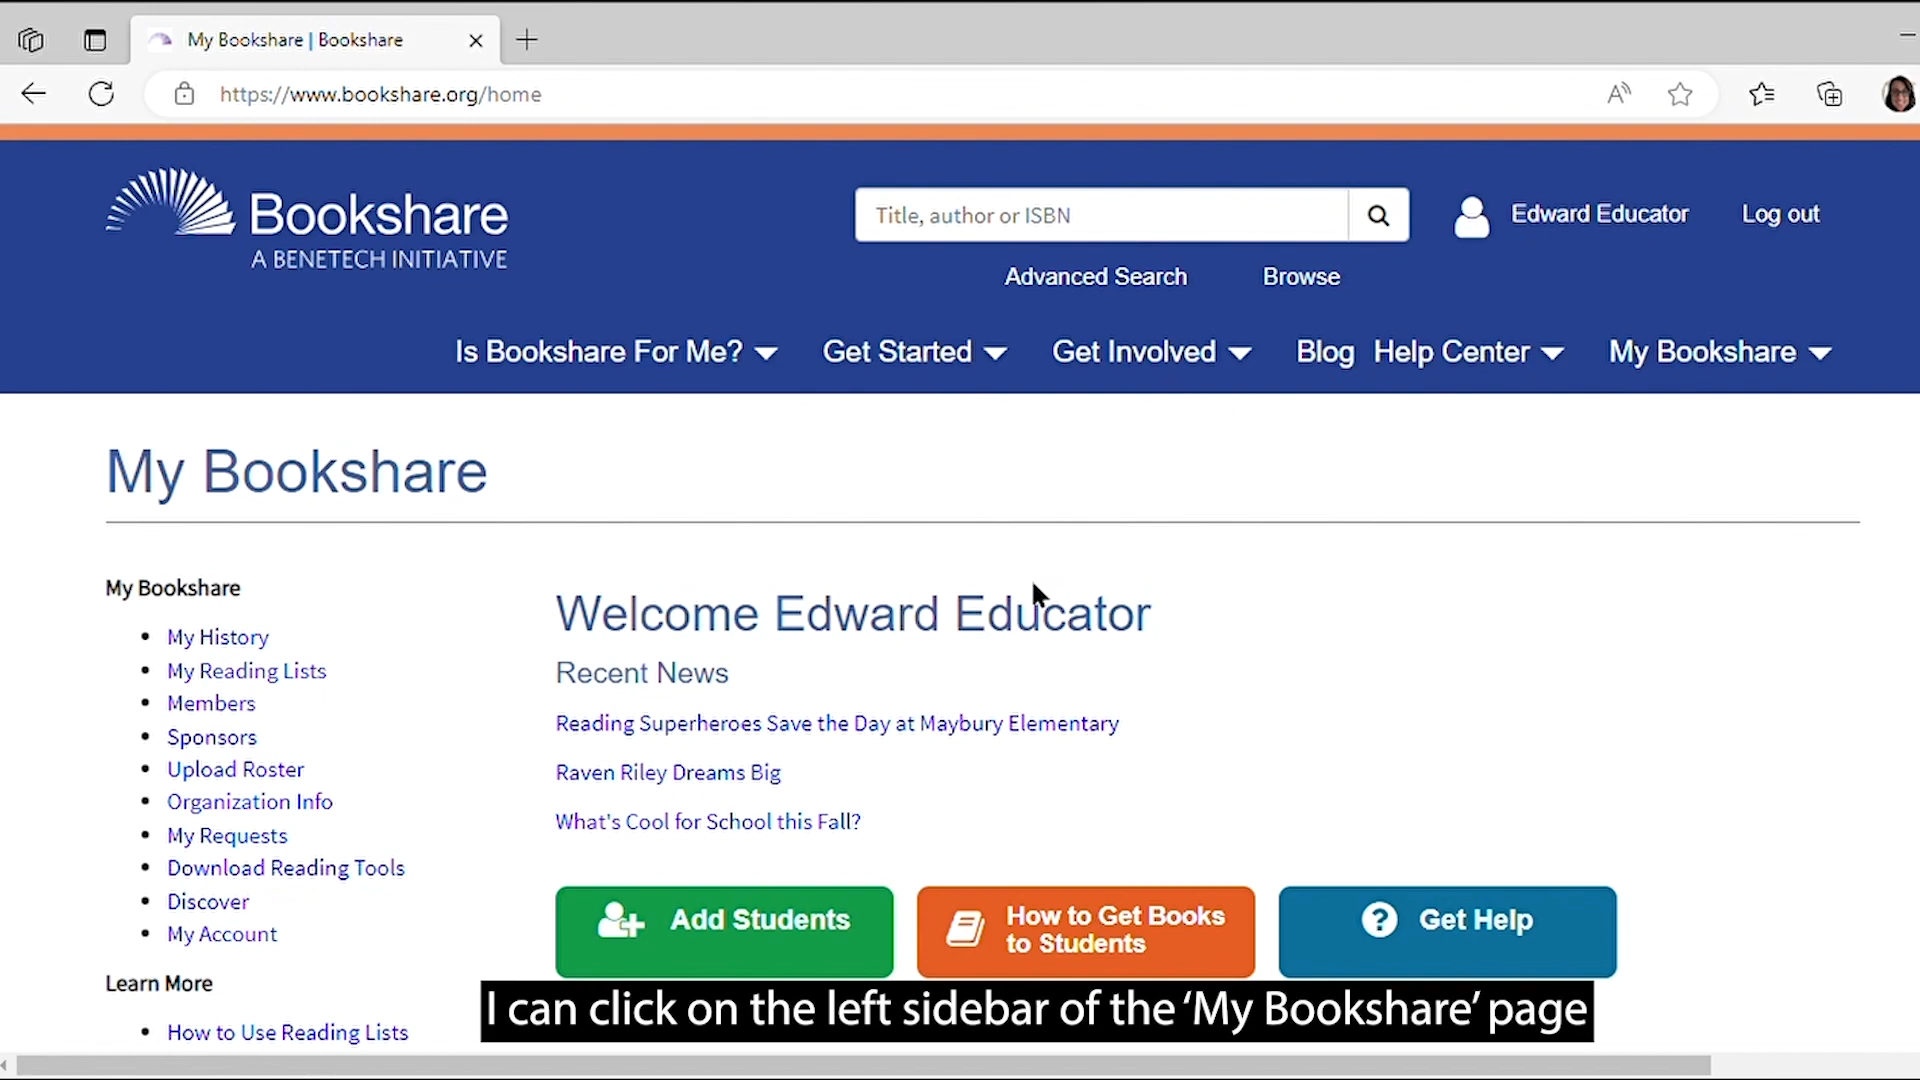 My Bookshare | Bookshare
https://www.bookshare.org/home
Bookshare
A BENETECH INITIATIVE
Title, author or ISBN
Edward Educator
Log out
Advanced Search
Browse
Is Bookshare For Me?
Get Started
Get Involved
Blog
Help Center
My Bookshare
My Bookshare
My Bookshare
My History
My Reading Lists
Members
Sponsors
Upload Roster
Organization Info
My Requests
Download Reading Tools
Discover
My Account
Learn More
How to Use Reading Lists
Welcome Edward Educator
Recent News
Reading Superheroes Save the Day at Maybury Elementary
Raven Riley Dreams Big
What's Cool for School this Fall?
Add Students
How to Get Books
to Students
Get Help
I can click on the left sidebar of the ‘My Bookshare’ page